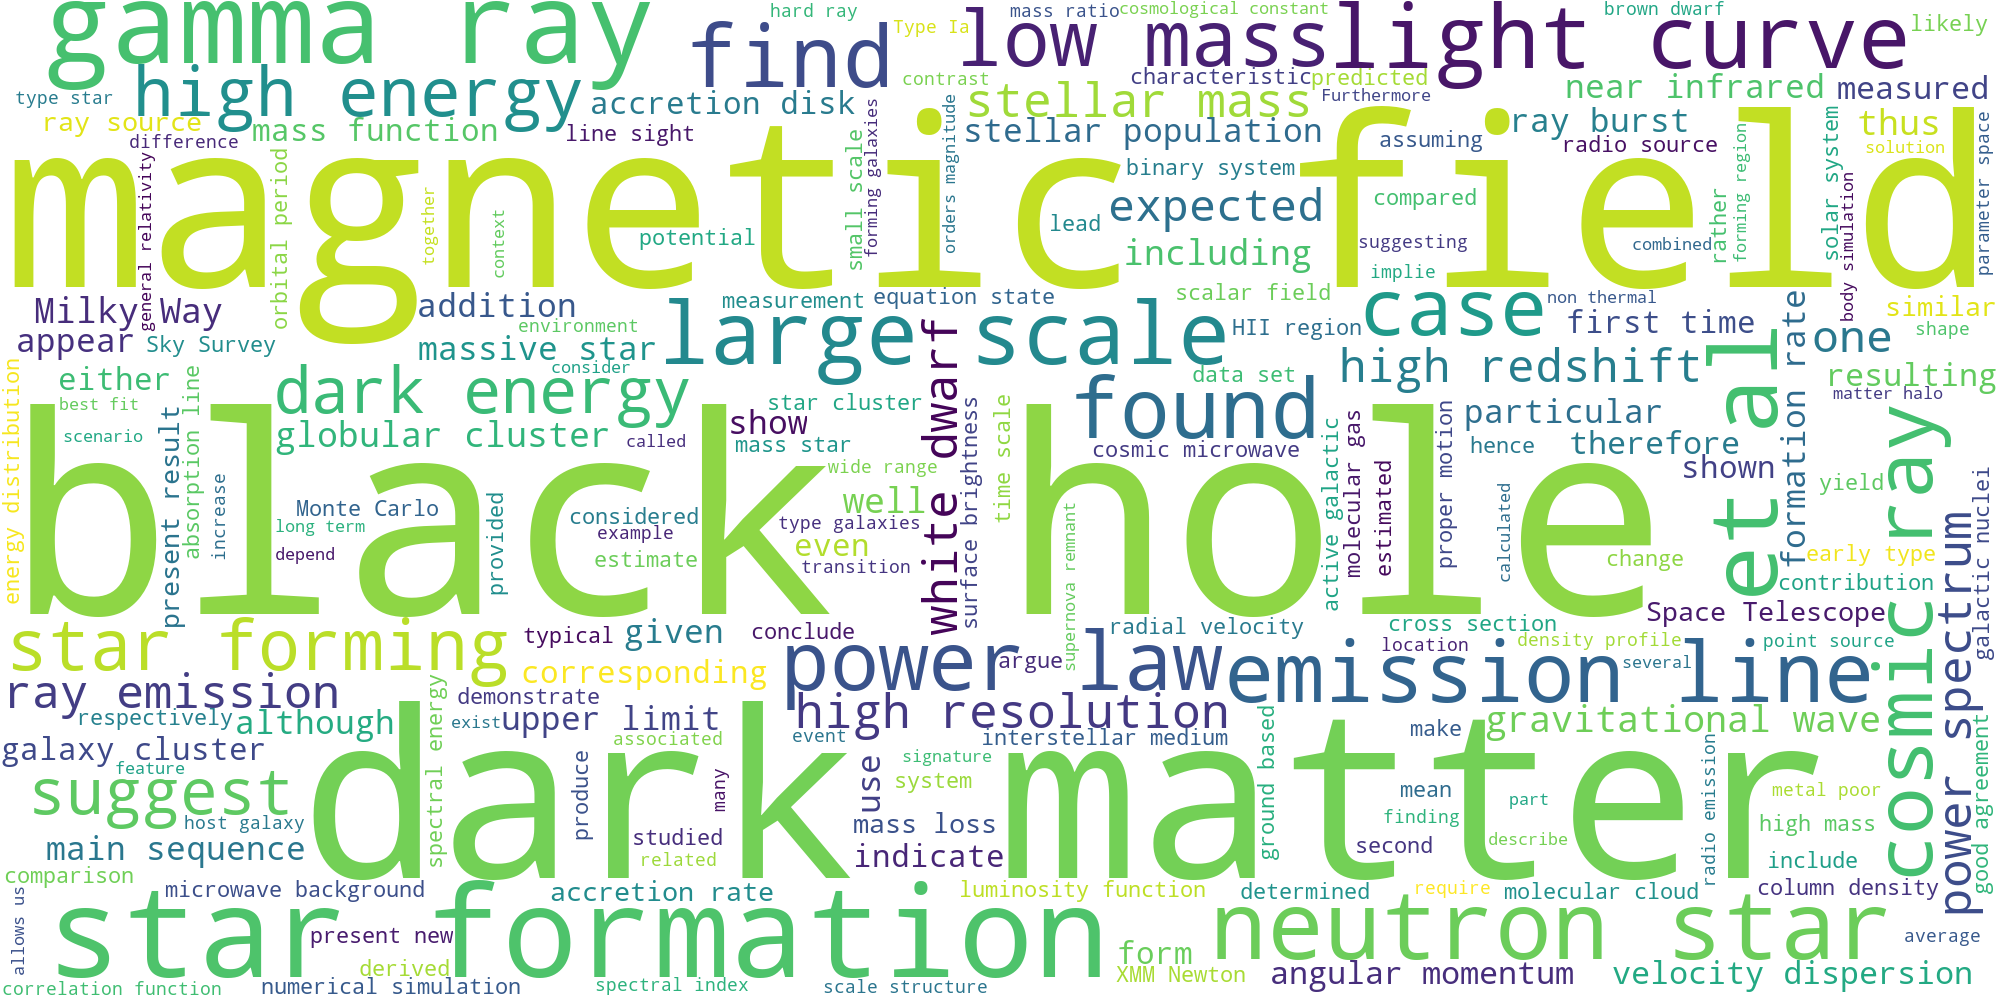 gamma ray
hard ray
find
Type Ia
mass ratio
cosmological constant
low mass
light curve
brown dwarf
likely
type star
high energy
accretion disk
contrast
characteristic
predicted
stellar mass
Furthermore
near infrared
measured
ray source
mass function
line sight
difference
stellar population
assuming
ray burst
radio source
thus
solution
magnetic field
general relativity
orbital period
together
context
potential
small scale
forming galaxies
orders magnitude
lead
binary system
expected
including
compared
suggesting
implie
combined
rather
forming region
solar system
body simulation
parameter space
Milky Way
appear
Sky Survey
addition
environment
massive star
consider
measurement
equation state
large scale
scalar field
HII region
case
non thermal
first time
similar
shape
one
either
best fit
scenario
dark energy
globular cluster
called
show
star cluster
mass star
white dwarf
data set
found
high redshift
particular
hence
therefore
et al
formation rate
resulting
matter halo
shown
energy distribution
present result
absorption line
increase
black hole
Monte Carlo
long term
depend
provided
considered
example
estimate
wide range
well
type galaxies
even
transition
surface brightness
time scale
supernova remnant
cosmic microwave
active galactic
molecular gas
estimated
proper motion
calculated
change
yield
early type
contribution
cosmic ray
power spectrum
galactic nuclei
Space Telescope
star forming
typical
given
conclude
corresponding
power law
argue
radial velocity
cross section
location
density profile
several
point source
emission line
ray emission
respectively
although
demonstrate
exist
upper limit
associated
high resolution
event
interstellar medium
make
gravitational wave
galaxy cluster
feature
suggest
host galaxy
main sequence
comparison
spectral energy
dark matter
produce
many
studied
related
use
signature
system
mass loss
indicate
ground based
mean
finding
second
part
describe
radio emission
metal poor
high mass
include
column density
good agreement
microwave background
accretion rate
luminosity function
determined
require
molecular cloud
allows us
star formation
present new
derived
form
XMM Newton
neutron star
average
correlation function
numerical simulation
spectral index
scale structure
angular momentum
velocity dispersion